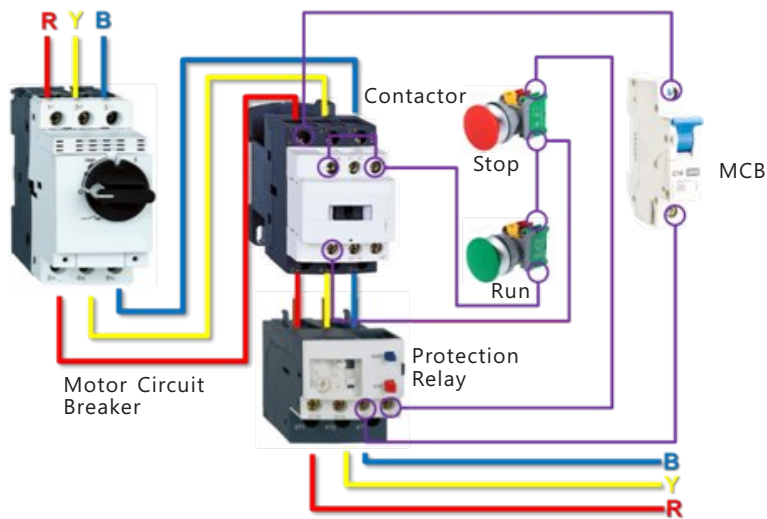 R Y B
Contactor
Stop
MCB
Run
Protection
Relay
Motor Circuit
Breaker
B
Y
R